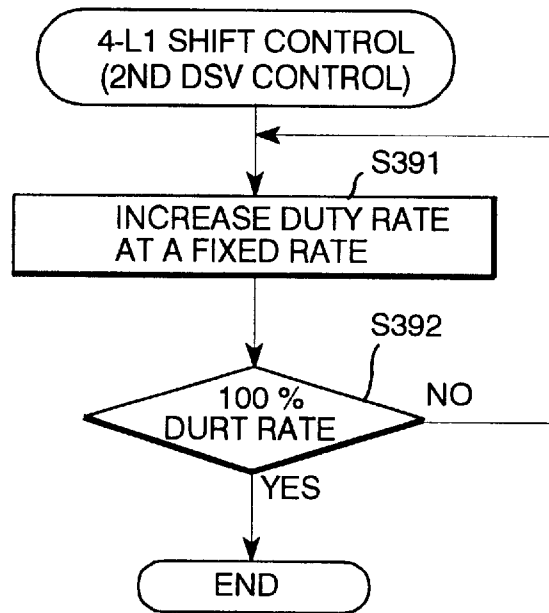 4-L1 SHIFT CONTROL
(2ND DSV CONTROL)
S391
INCREASE DUTY RATE
AT A FIXED RATE
S392
100 %
DURT RATE
NO
YES
END